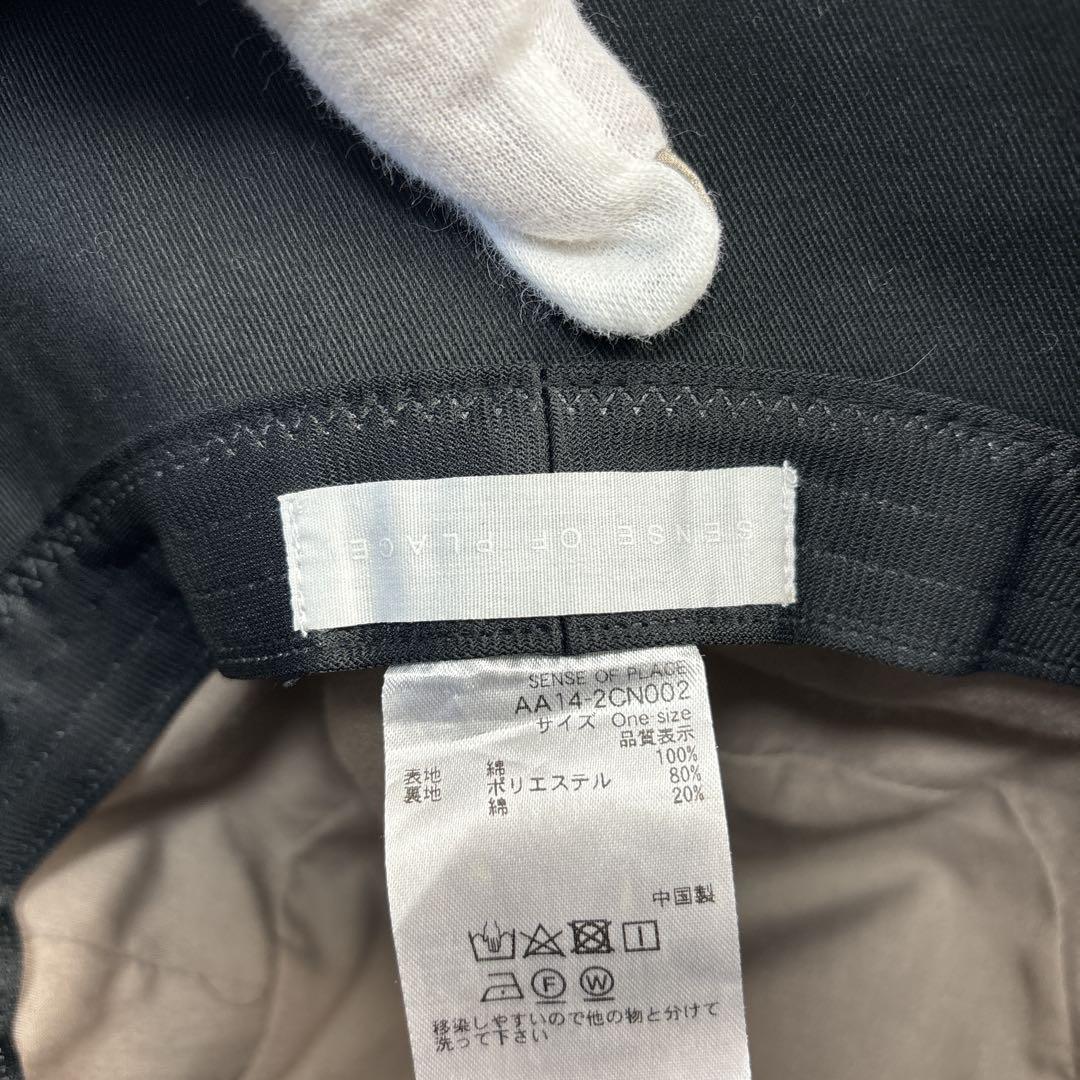 SENSE OF PLACE
SENSE OF PLACE
AA14-2CN002
サイズ One size
品質表示
表地 綿 100%
裏地 ポリエステル 80%
綿 20%
中国製
F W
移染しやすいので他の物と分けて
洗って下さい